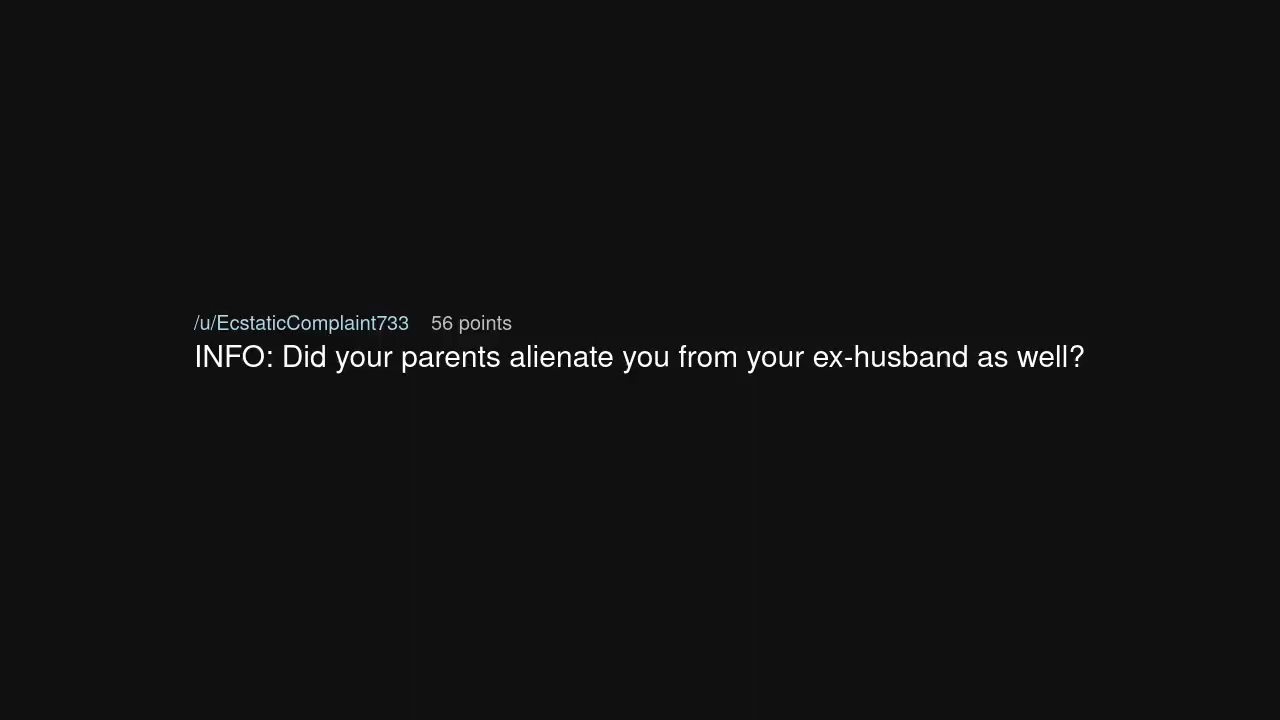 /u/EcstaticComplaint733 56 points
INFO: Did your parents alienate you from your ex-husband as well?